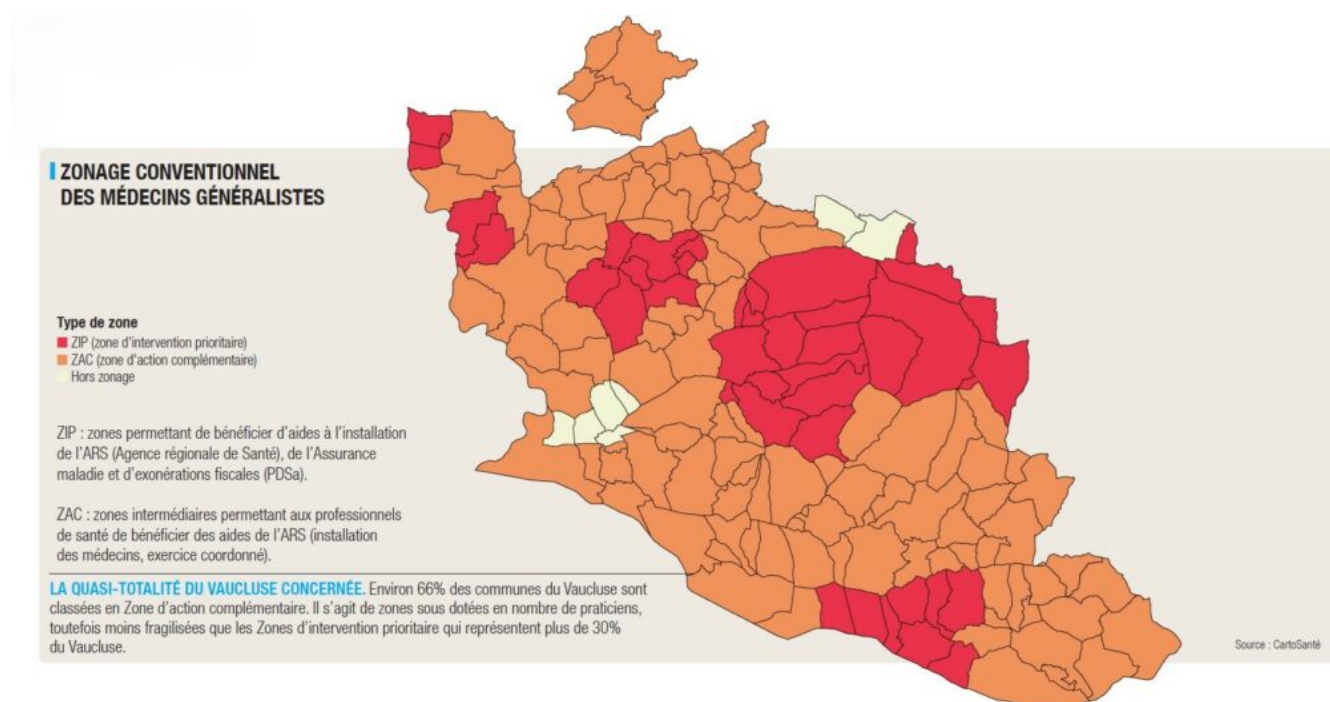 ZONAGE CONVENTIONNEL
DES MÉDECINS GÉNÉRALISTES
Type de zone
ZIP (zone d'intervention prioritaire)
ZAC (zone d'action complémentaire)
Hors zonage
ZIP : zones permettant de bénéficier d'aides à l'installation
de l'ARS (Agence régionale de Santé), de l'Assurance
maladie et d'exonérations fiscales (PDSa).
ZAC : zones intermédiaires permettant aux professionnels
de santé de bénéficier des aides de l'ARS (installation
des médecins, exercice coordonné).
LA QUASI-TOTALITÉ DU VAUCLUSE CONCERNÉE. Environ 66% des communes du Vaucluse sont
classées en Zone d'action complémentaire. Il s'agit de zones sous dotées en nombre de praticiens,
toutefois moins fragilisées que les Zones d'intervention prioritaire qui représentent plus de 30%
du Vaucluse.
Source : CartoSanté